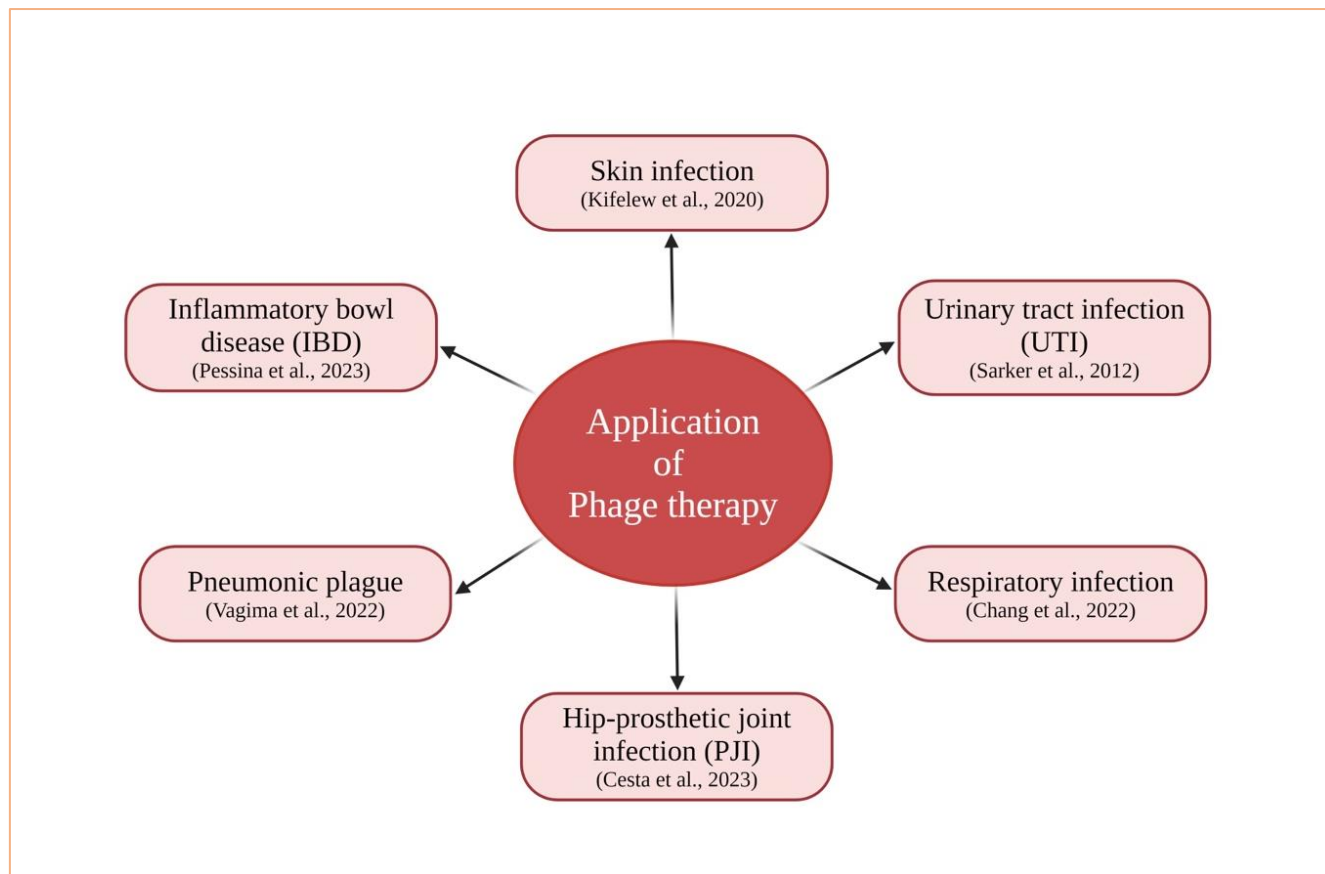 Skin infection
(Kifelew et al., 2020)
Inflammatory bowl
disease (IBD)
(Pessina et al., 2023)
Urinary tract infection
(UTI)
(Sarker et al., 2012)
Application
of
Phage therapy
Pneumonic plague
(Vagima et al., 2022)
Respiratory infection
(Chang et al., 2022)
Hip-prosthetic joint
infection (PJI)
(Cesta et al., 2023)